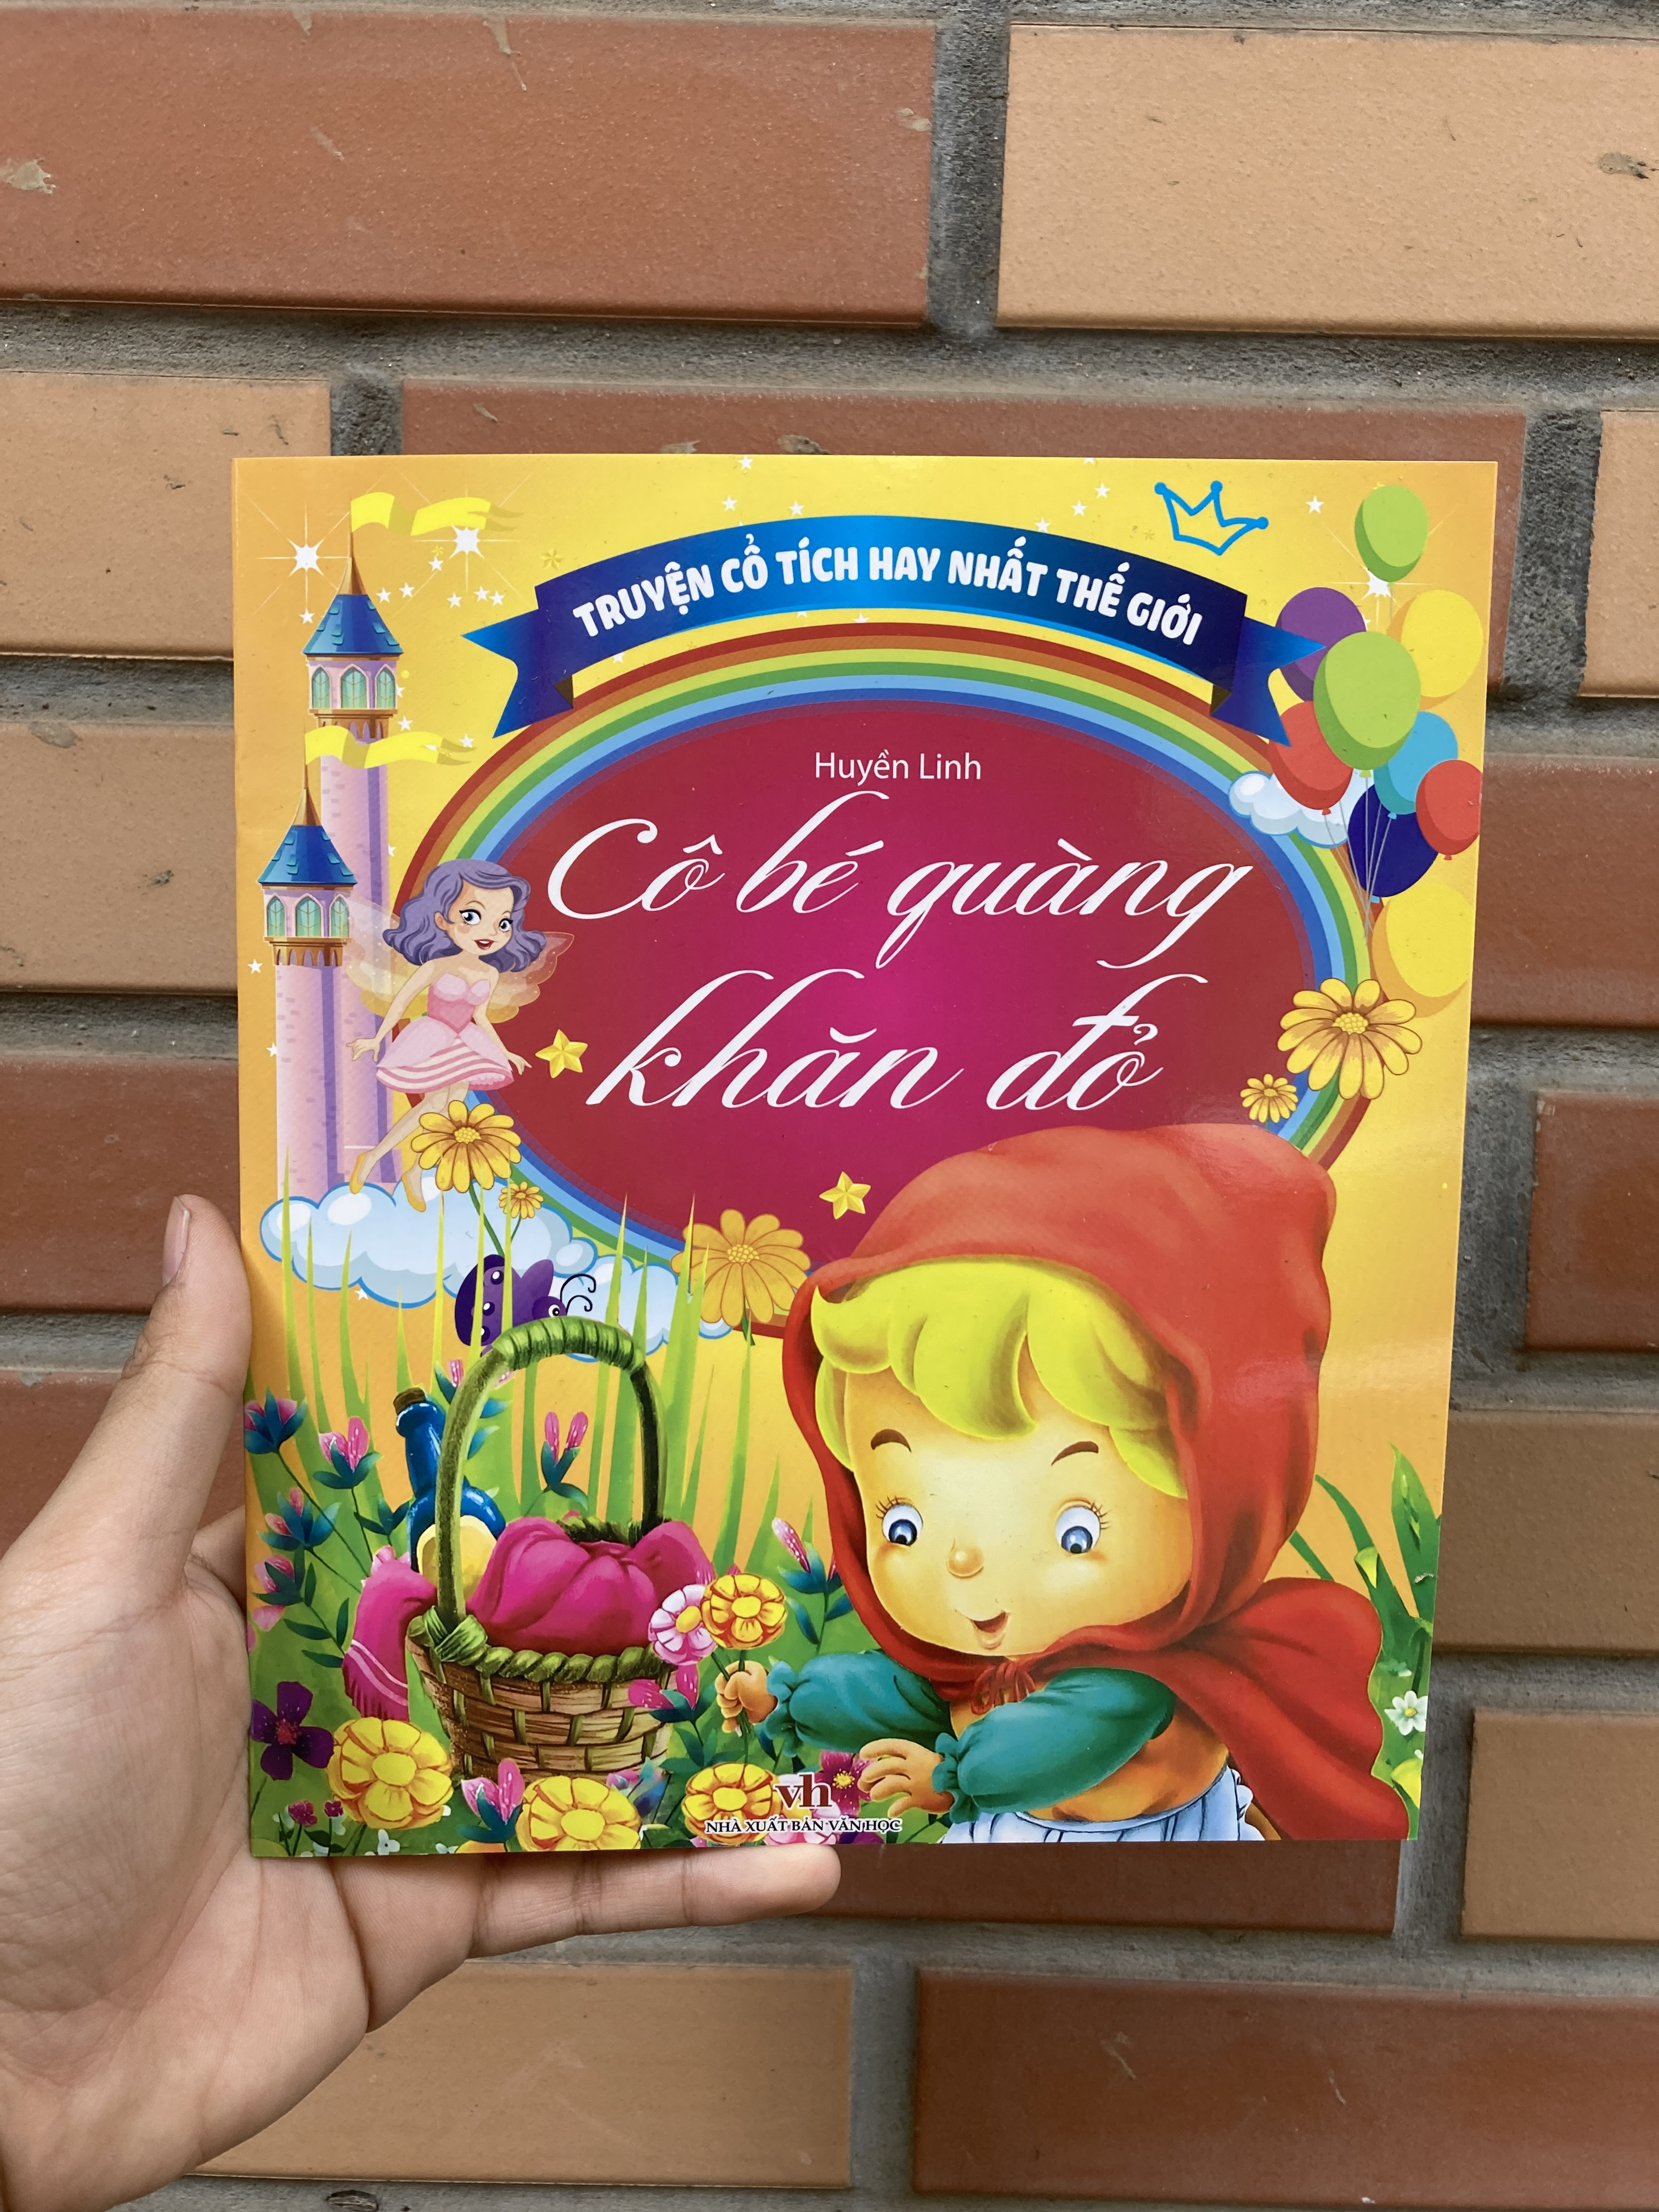 TRUYỆN CỔ TÍCH HAY NHẤT THẾ GIỚI
Huyền Linh
Cô bé quàng
khăn đỏ
vh
NHÀ XUẤT BẢN VĂN HỌC